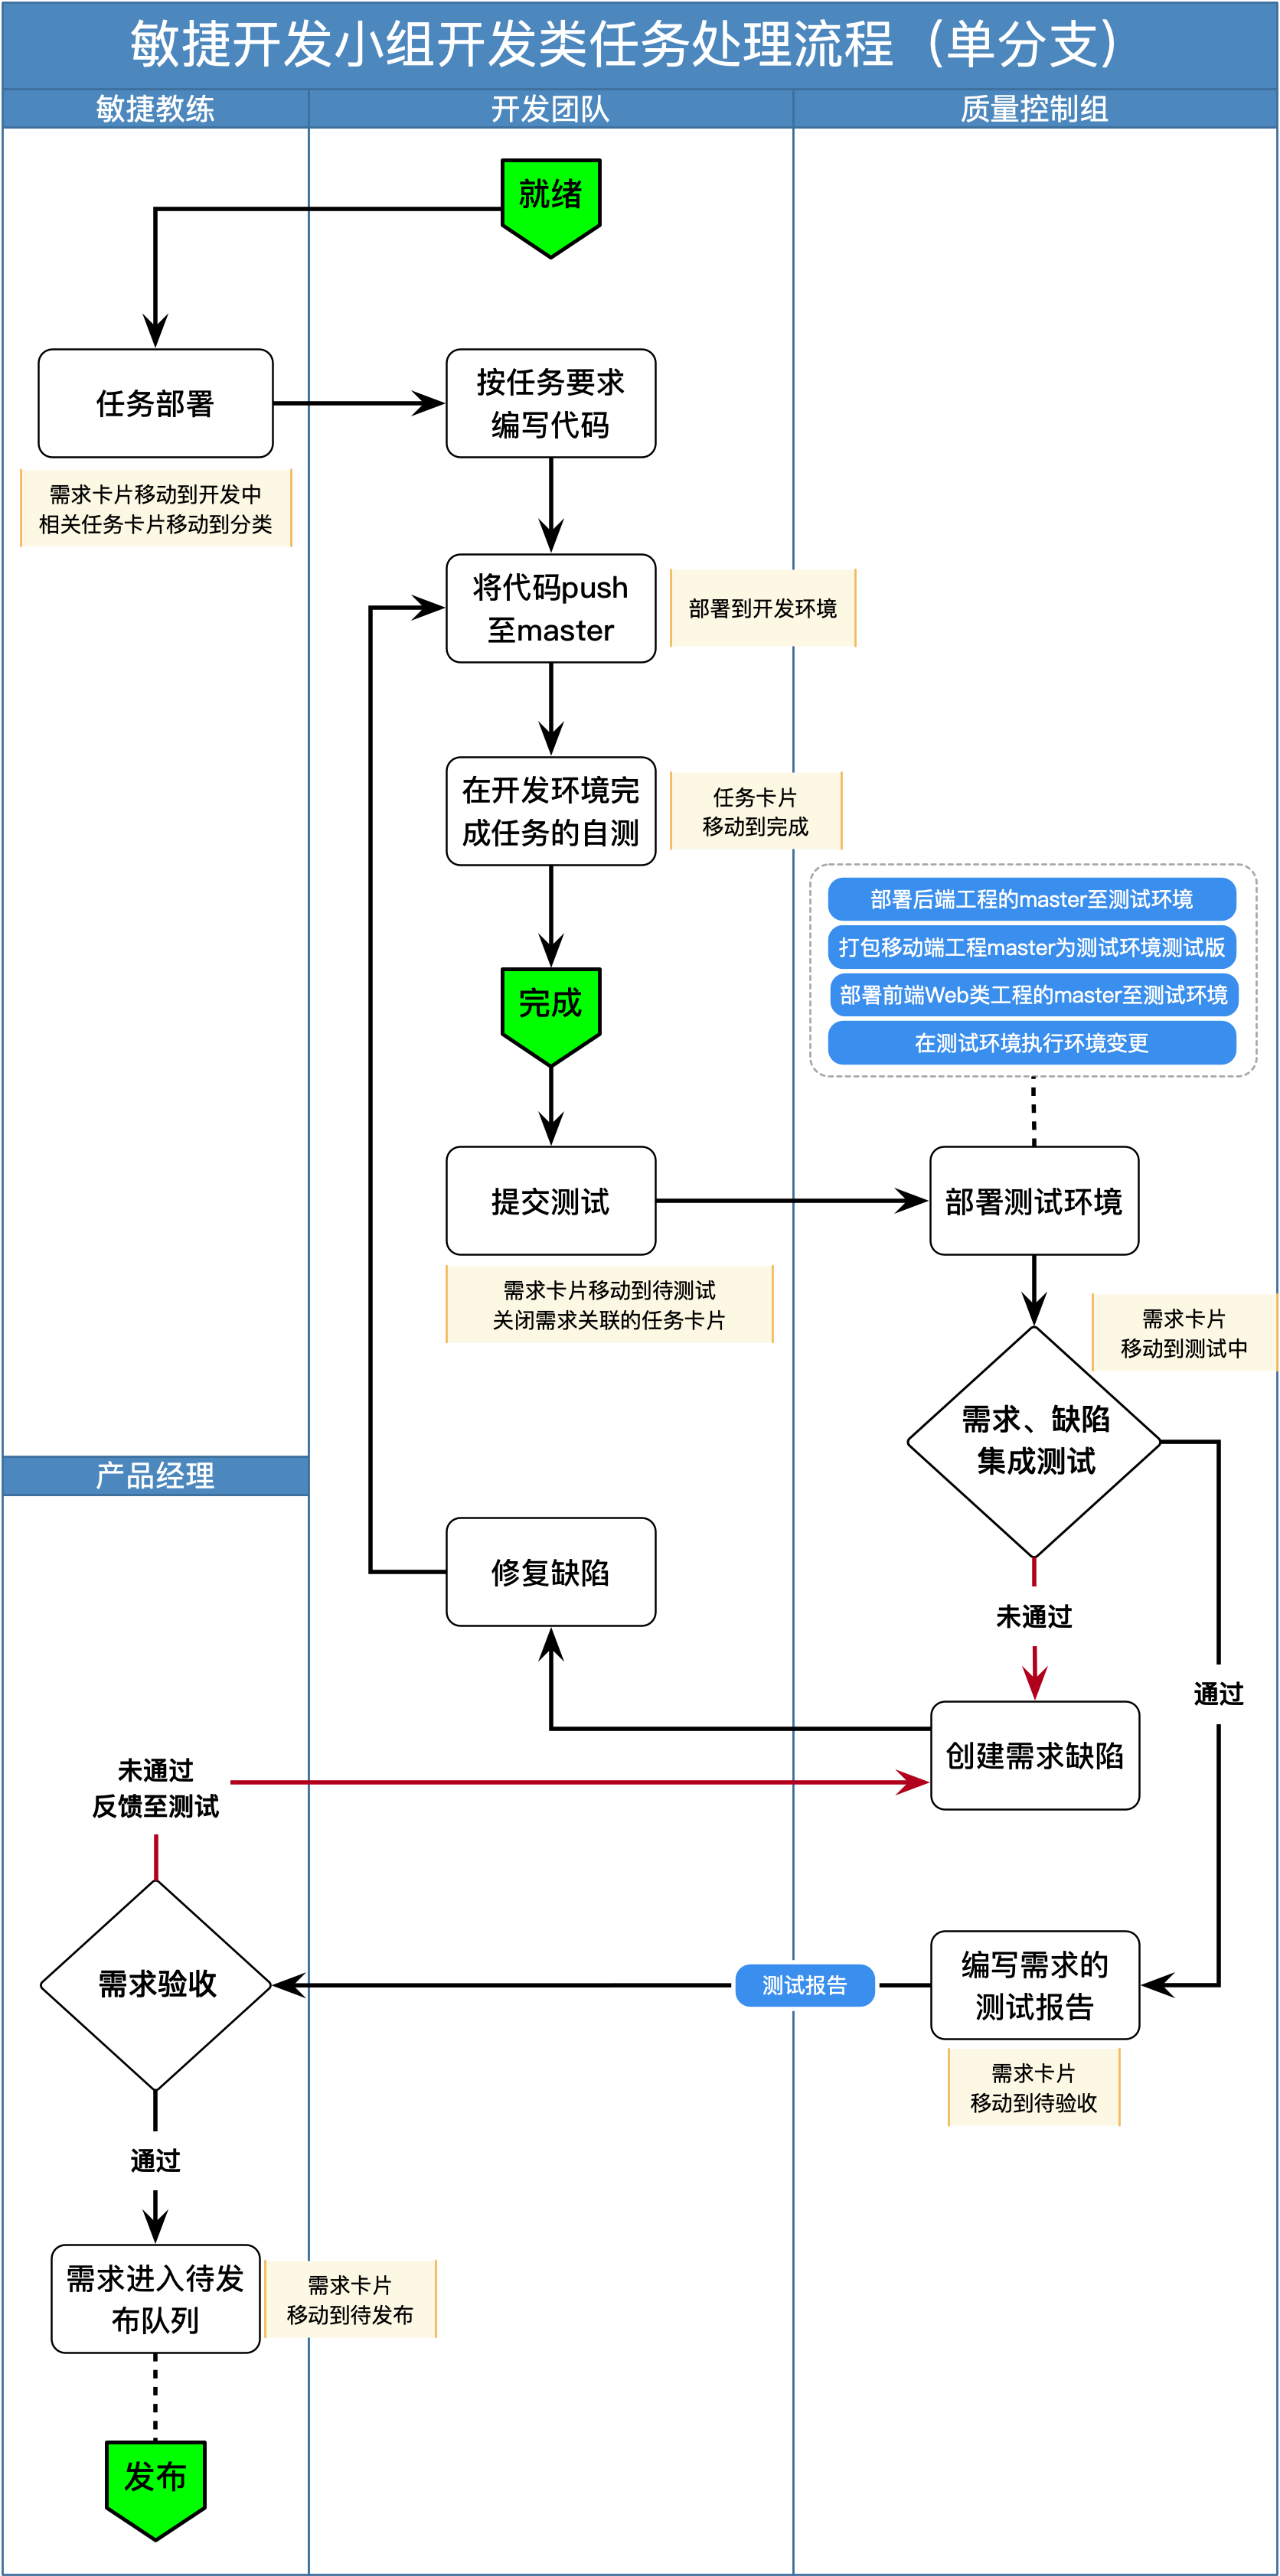 敏捷开发小组开发类任务处理流程（单分支）
敏捷教练
开发团队
质量控制组
就绪
任务部署
按任务要求
编写代码
需求卡片移动到开发中
相关任务卡片移动到分类
将代码push
至master
部署到开发环境
在开发环境完
成任务的自测
任务卡片
移动到完成
部署后端工程的master至测试环境
打包移动端工程master为测试环境测试版
部署前端Web类工程的master至测试环境
在测试环境执行环境变更
完成
提交测试
部署测试环境
需求卡片移动到待测试
关闭需求关联的任务卡片
需求卡片
移动到测试中
需求、缺陷
集成测试
产品经理
修复缺陷
未通过
通过
创建需求缺陷
未通过
反馈至测试
需求验收
测试报告
编写需求的
测试报告
需求卡片
移动到待验收
通过
需求进入待发
布队列
需求卡片
移动到待发布
发布